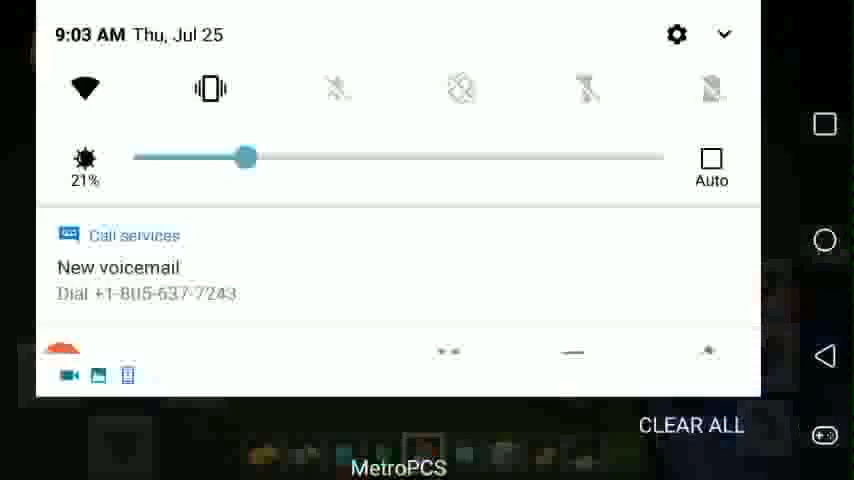 9:03 AM Thu, Jul 25
21%
Auto
Call services
New voicemail
Dial +1-805-637-7243
CLEAR ALL
MetroPCS